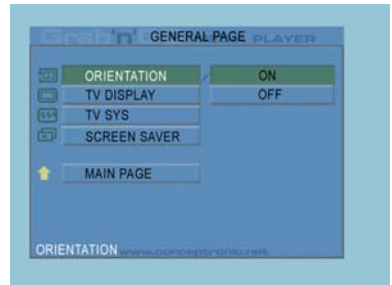 Grab'n' GENERAL PAGE PLAYER
ORIENTATION ON
TV DISPLAY OFF
TV SYS
SCREEN SAVER
MAIN PAGE
ORIENTATION www.conceptronic.net